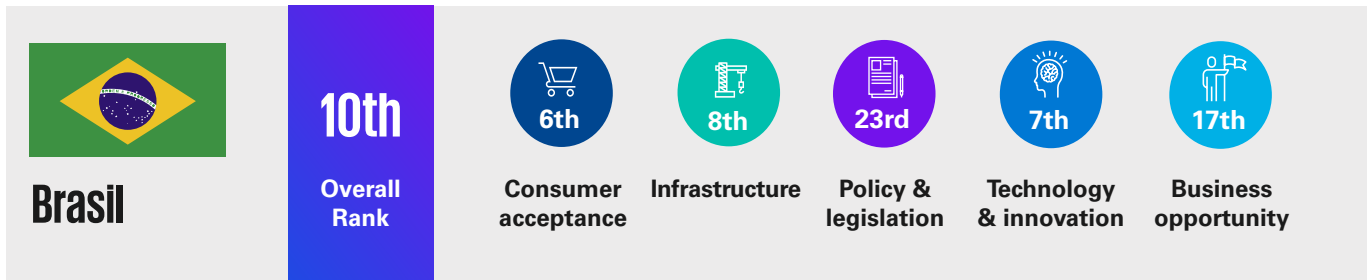 Brasil
10th
Overall
Rank
6th
Consumer
acceptance
8th
Infrastructure
23rd
Policy &
legislation
7th
Technology
& innovation
17th
Business
opportunity